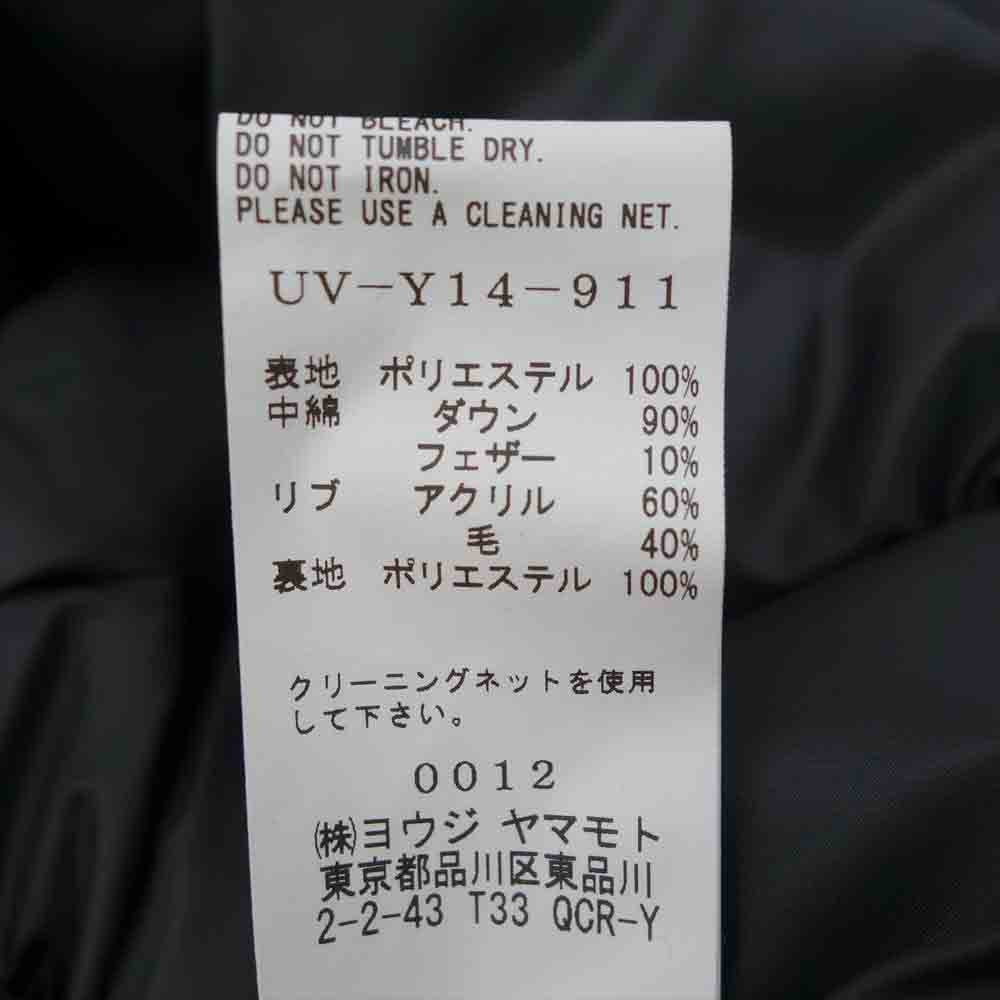 DO NOT BLEACH.
DO NOT TUMBLE DRY.
DO NOT IRON.
PLEASE USE A CLEANING NET.
UV-Y14-911
表地 ポリエステル 100%
中綿 ダウン 90%
フェザー 10%
リブ アクリル 60%
毛 40%
裏地 ポリエステル 100%
クリーニングネットを使用
して下さい。
0012
㈱ヨウジ ヤマモト
東京都品川区東品川
2-2-43 T33 QCR-Y